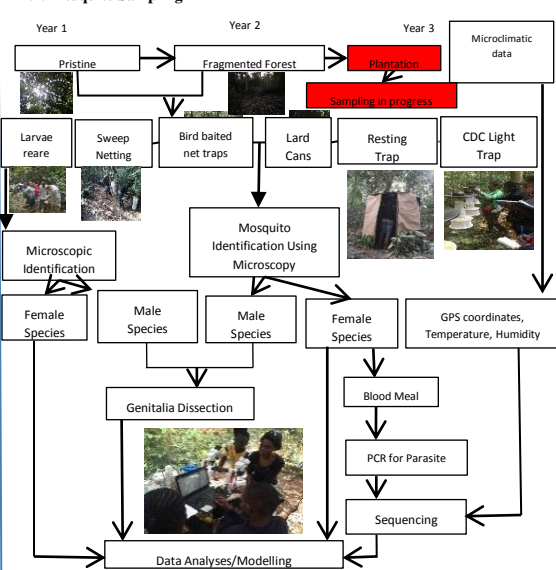 Year 1
Year 2
Year 3
Pristine
Fragmented Forest
Plantation
Microclimatic
data
Sampling in progress
Larvae
reare
Sweep
Netting
Bird baited
net traps
Lard
Cans
Resting
Trap
CDC Light
Trap
Microscopic
Identification
Mosquito
Identification Using
Microscopy
Female
Species
Male
Species
Male
Species
Female
Species
GPS coordinates,
Temperature, Humidity
Genitalia Dissection
Blood Meal
PCR for Parasite
Sequencing
Data Analyses/Modelling